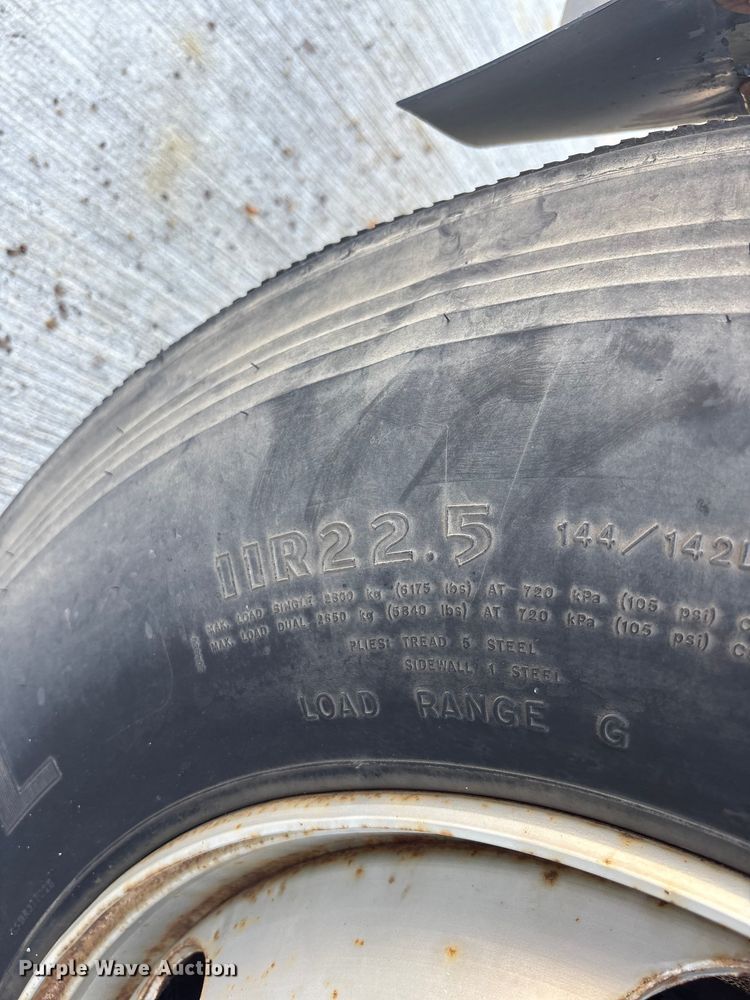 11R22.5 144/142L
MAX. LOAD SINGLE 2800 kg (6175 lbs) AT 720 kPa (105 psi) C
MAX. LOAD DUAL 2650 kg (5840 lbs) AT 720 kPa (105 psi) C
PLIES: TREAD 5 STEEL
SIDEWALL 1 STEEL
LOAD RANGE G
L
Purple Wave Auction